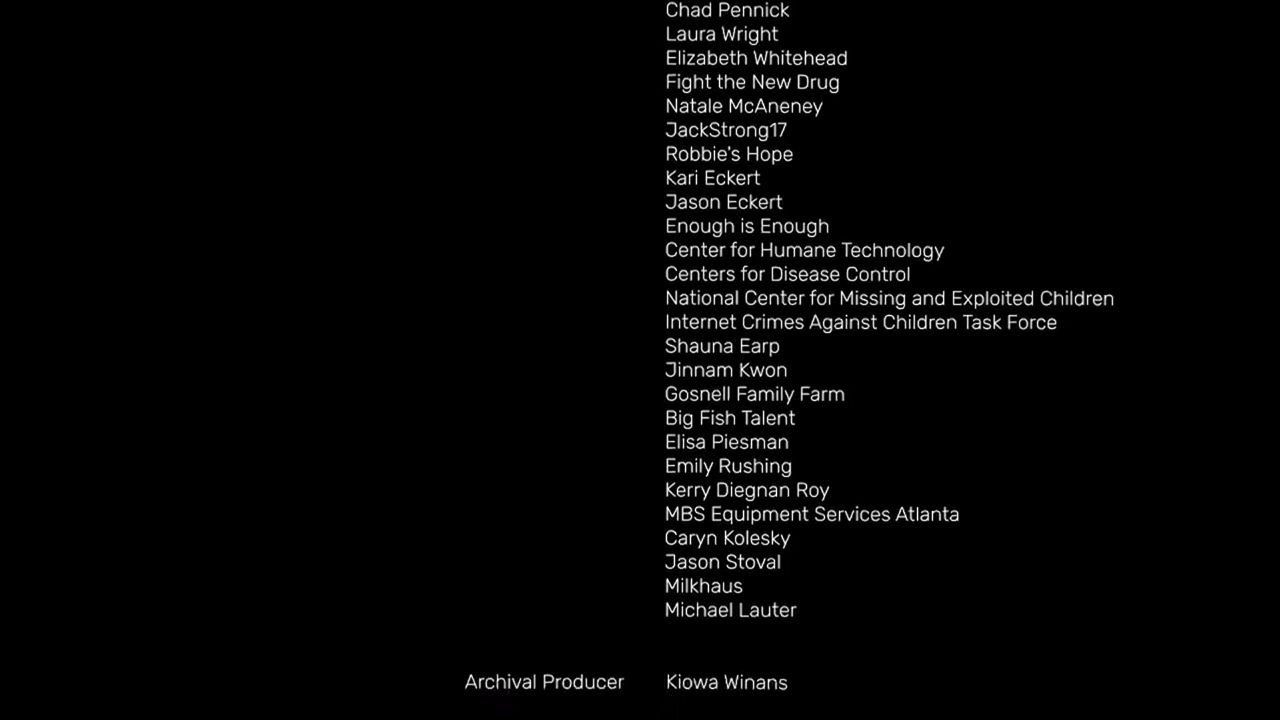 Chad Pennick
Laura Wright
Elizabeth Whitehead
Fight the New Drug
Natale McAneney
JackStrong17
Robbie's Hope
Kari Eckert
Jason Eckert
Enough is Enough
Center for Humane Technology
Centers for Disease Control
National Center for Missing and Exploited Children
Internet Crimes Against Children Task Force
Shauna Earp
Jinnam Kwon
Gosnell Family Farm
Big Fish Talent
Elisa Piesman
Emily Rushing
Kerry Diegnan Roy
MBS Equipment Services Atlanta
Caryn Kolesky
Jason Stoval
Milkhaus
Michael Lauter
Archival Producer Kiowa Winans